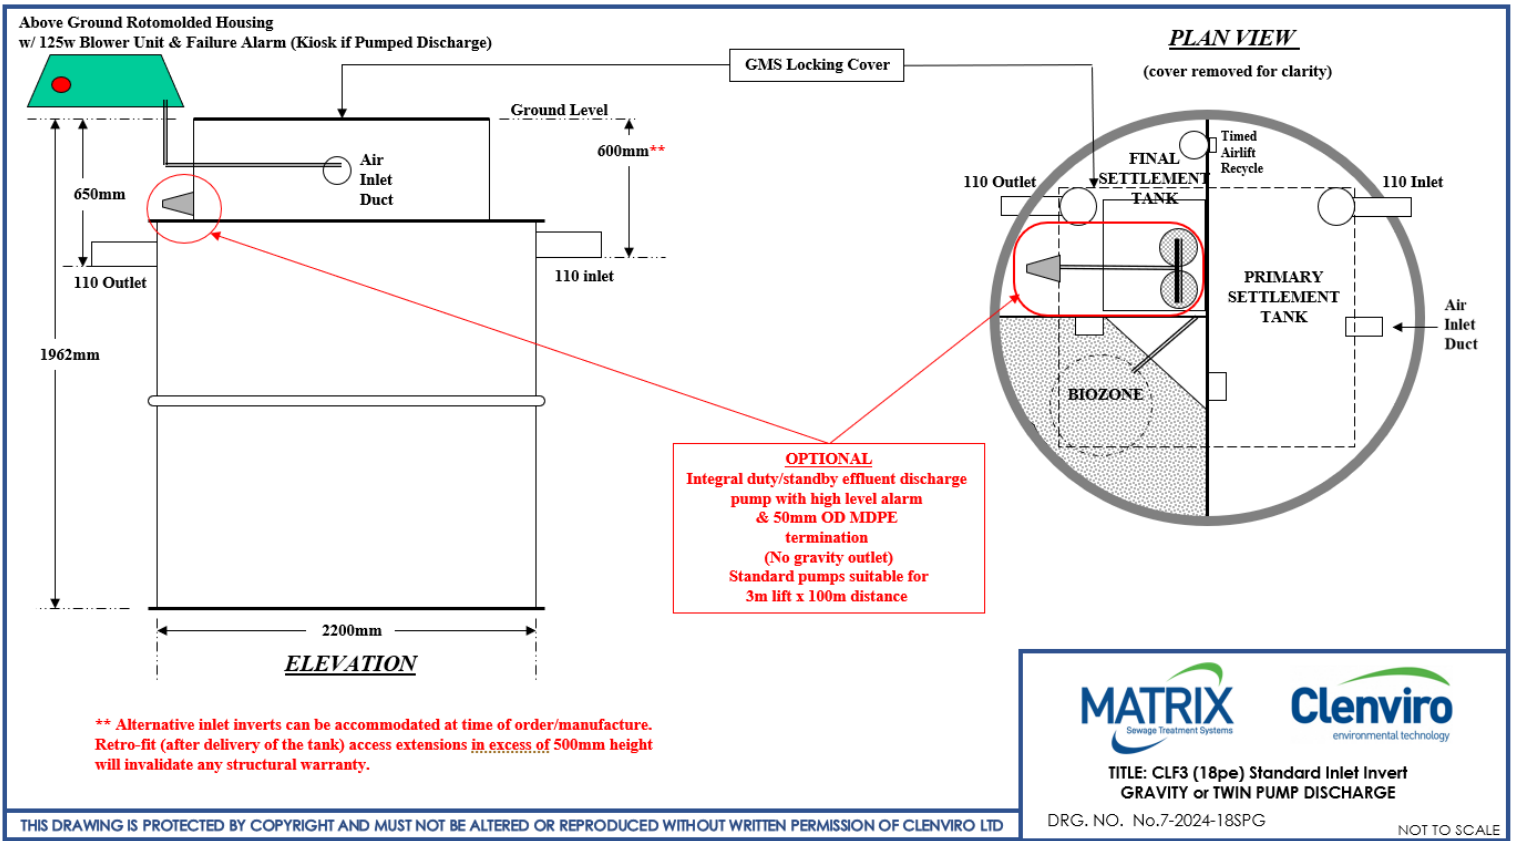 Above Ground Rotomolded Housing
w/ 125w Blower Unit & Failure Alarm (Kiosk if Pumped Discharge)
GMS Locking Cover
PLAN VIEW
(cover removed for clarity)
Ground Level
600mm**
Air
Inlet
Duct
650mm
110 Outlet
110 inlet
1962mm
2200mm
ELEVATION
Timed
Airlift
Recycle
FINAL
SETTLEMENT
TANK
110 Outlet
110 Inlet
PRIMARY
SETTLEMENT
TANK
Air
Inlet
Duct
BIOZONE
OPTIONAL
Integral duty/standby effluent discharge
pump with high level alarm
& 50mm OD MDPE
termination
(No gravity outlet)
Standard pumps suitable for
3m lift x 100m distance
** Alternative inlet inverts can be accommodated at time of order/manufacture.
Retro-fit (after delivery of the tank) access extensions in excess of 500mm height
will invalidate any structural warranty.
MATRIX
Sewage Treatment Systems
Clenviro
environmental technology
TITLE: CLF3 (18pe) Standard Inlet Invert
GRAVITY or TWIN PUMP DISCHARGE
DRG. NO. No.7-2024-18SPG
NOT TO SCALE
THIS DRAWING IS PROTECTED BY COPYRIGHT AND MUST NOT BE ALTERED OR REPRODUCED WITHOUT WRITTEN PERMISSION OF CLENVIRO LTD